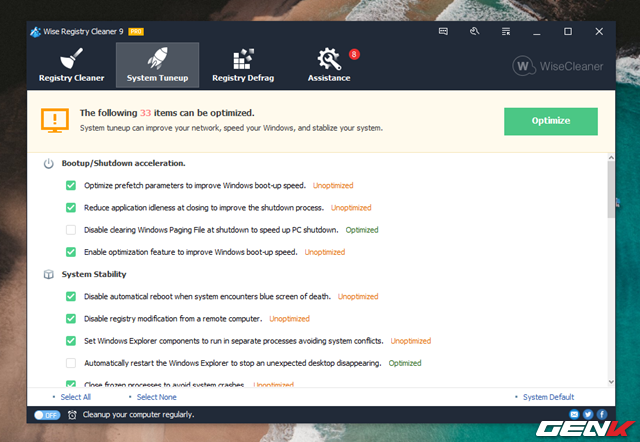 Wise Registry Cleaner 9 PRO
Registry Cleaner
System Tuneup
Registry Defrag
Assistance
8
WiseCleaner
The following 33 items can be optimized.
System tuneup can improve your network, speed your Windows, and stablize your system.
Optimize
Bootup/Shutdown acceleration.
Optimize prefetch parameters to improve Windows boot-up speed. Unoptimized
Reduce application idleness at closing to improve the shutdown process. Unoptimized
Disable clearing Windows Paging File at shutdown to speed up PC shutdown. Optimized
Enable optimization feature to improve Windows boot-up speed. Unoptimized
System Stability
Disable automatical reboot when system encounters blue screen of death. Unoptimized
Disable registry modification from a remote computer. Unoptimized
Set Windows Explorer components to run in separate processes avoiding system conflicts. Unoptimized
Automatically restart the Windows Explorer to stop an unexpected desktop disappearing. Optimized
Close frozen processes to avoid system crashes. Unoptimized
Select All
Select None
System Default
OFF
Cleanup your computer regularly.
GENK